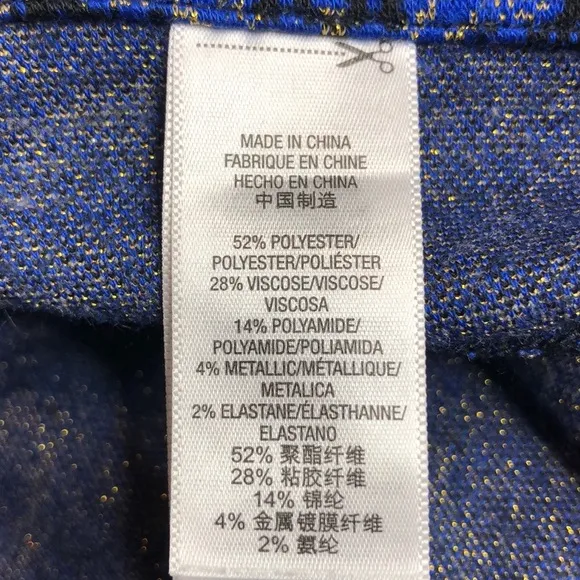 MADE IN CHINA
FABRIQUE EN CHINE
HECHO EN CHINA
中国制造
52% POLYESTER/
POLYESTER/POLIÉSTER
28% VISCOSE/VISCOSE/
VISCOSA
14% POLYAMIDE/
POLYAMIDE/POLIAMIDA
4% METALLIC/MÉTALLIQUE/
METALICA
2% ELASTANE/ÉLASTHANNE/
ELASTANO
52% 聚酯纤维
28% 粘胶纤维
14% 锦纶
4% 金属镀膜纤维
2% 氨纶